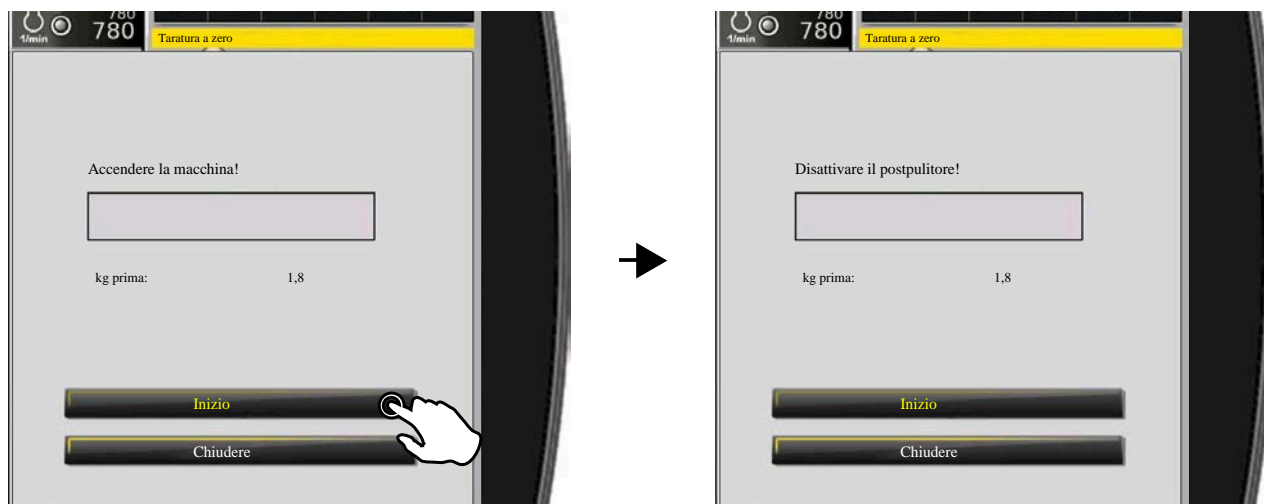 780
1/min 780
Taratura a zero
Accendere la macchina!
kg prima: 1,8
Inizio
Chiudere
780
1/min 780
Taratura a zero
Disattivare il postpulitore!
kg prima: 1,8
Inizio
Chiudere